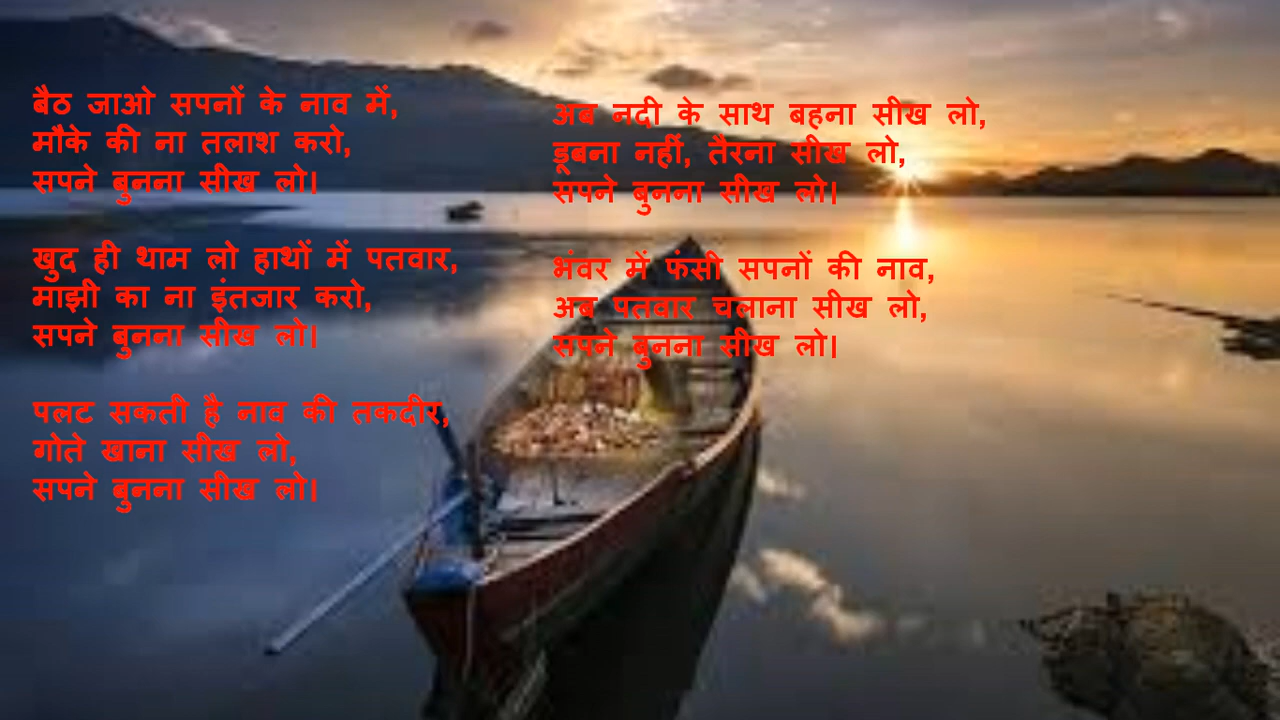 बैठ जाओ सपनों के नाव में,
मौके की ना तलाश करो,
सपने बुनना सीख लो।
खुद ही थाम लो हाथों में पतवार,
माझी का ना इंतजार करो,
सपने बुनना सीख लो।
पलट सकती है नाव की तकदीर,
गोते खाना सीख लो,
सपने बुनना सीख लो।
अब नदी के साथ बहना सीख लो,
डूबना नहीं, तैरना सीख लो,
सपने बुनना सीख लो।
भंवर में फंसी सपनों की नाव,
अब पतवार चलाना सीख लो,
सपने बुनना सीख लो।